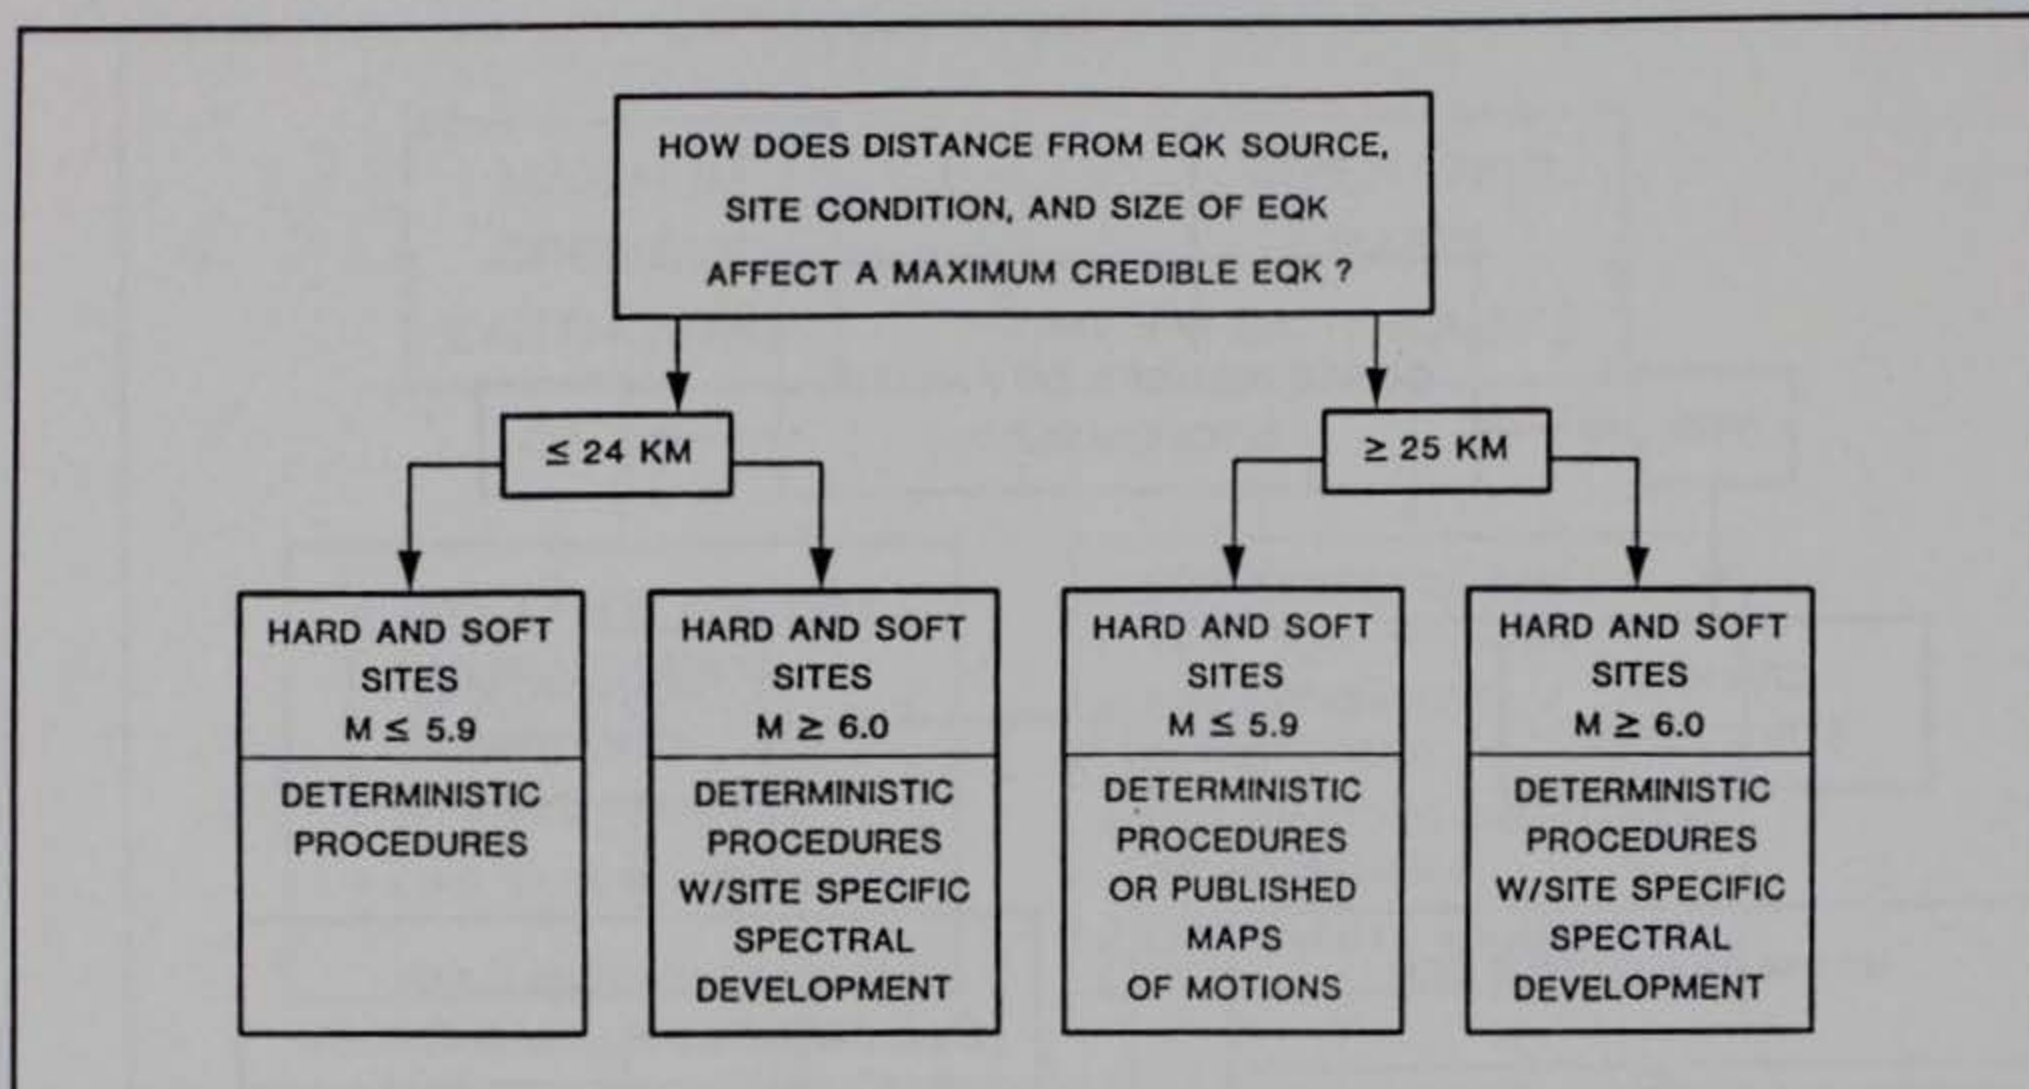 HOW DOES DISTANCE FROM EQK SOURCE,
SITE CONDITION, AND SIZE OF EQK
AFFECT A MAXIMUM CREDIBLE EQK ?
≤ 24 KM
≥ 25 KM
HARD AND SOFT
SITES
M ≤ 5.9
DETERMINISTIC
PROCEDURES
HARD AND SOFT
SITES
M ≥ 6.0
DETERMINISTIC
PROCEDURES
W/SITE SPECIFIC
SPECTRAL
DEVELOPMENT
HARD AND SOFT
SITES
M ≤ 5.9
DETERMINISTIC
PROCEDURES
OR PUBLISHED
MAPS
OF MOTIONS
HARD AND SOFT
SITES
M ≥ 6.0
DETERMINISTIC
PROCEDURES
W/SITE SPECIFIC
SPECTRAL
DEVELOPMENT